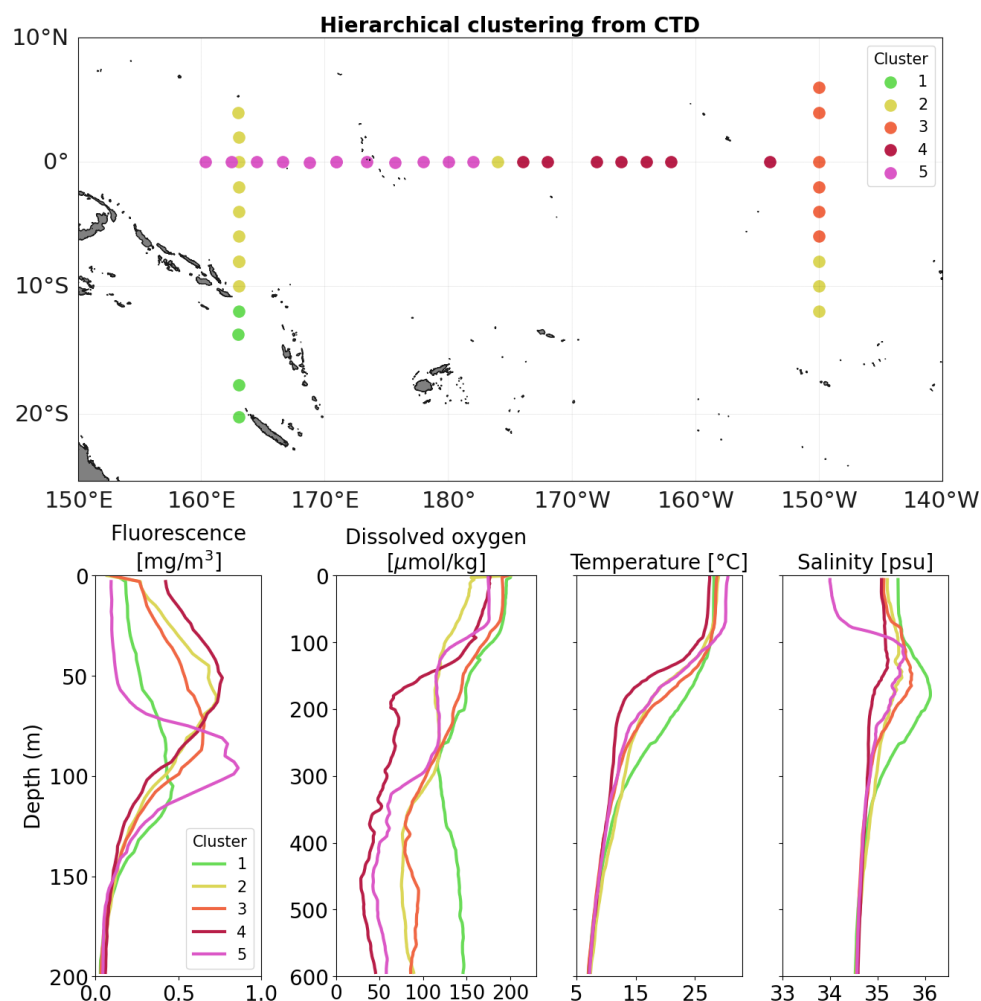 Hierarchical clustering from CTD
10°N
0°
10°S
20°S
150°E 160°E 170°E 180° 170°W 160°W 150°W 140°W
Cluster
1
2
3
4
5
Fluorescence
[mg/m³]
Dissolved oxygen
[μmol/kg]
Temperature [°C]
Salinity [psu]
Depth (m)
0
50
100
150
200
0.0 0.5 1.0
Cluster
1
2
3
4
5
0
100
200
300
400
500
600
0 50 100 150 200
5 15 25
33 34 35 36